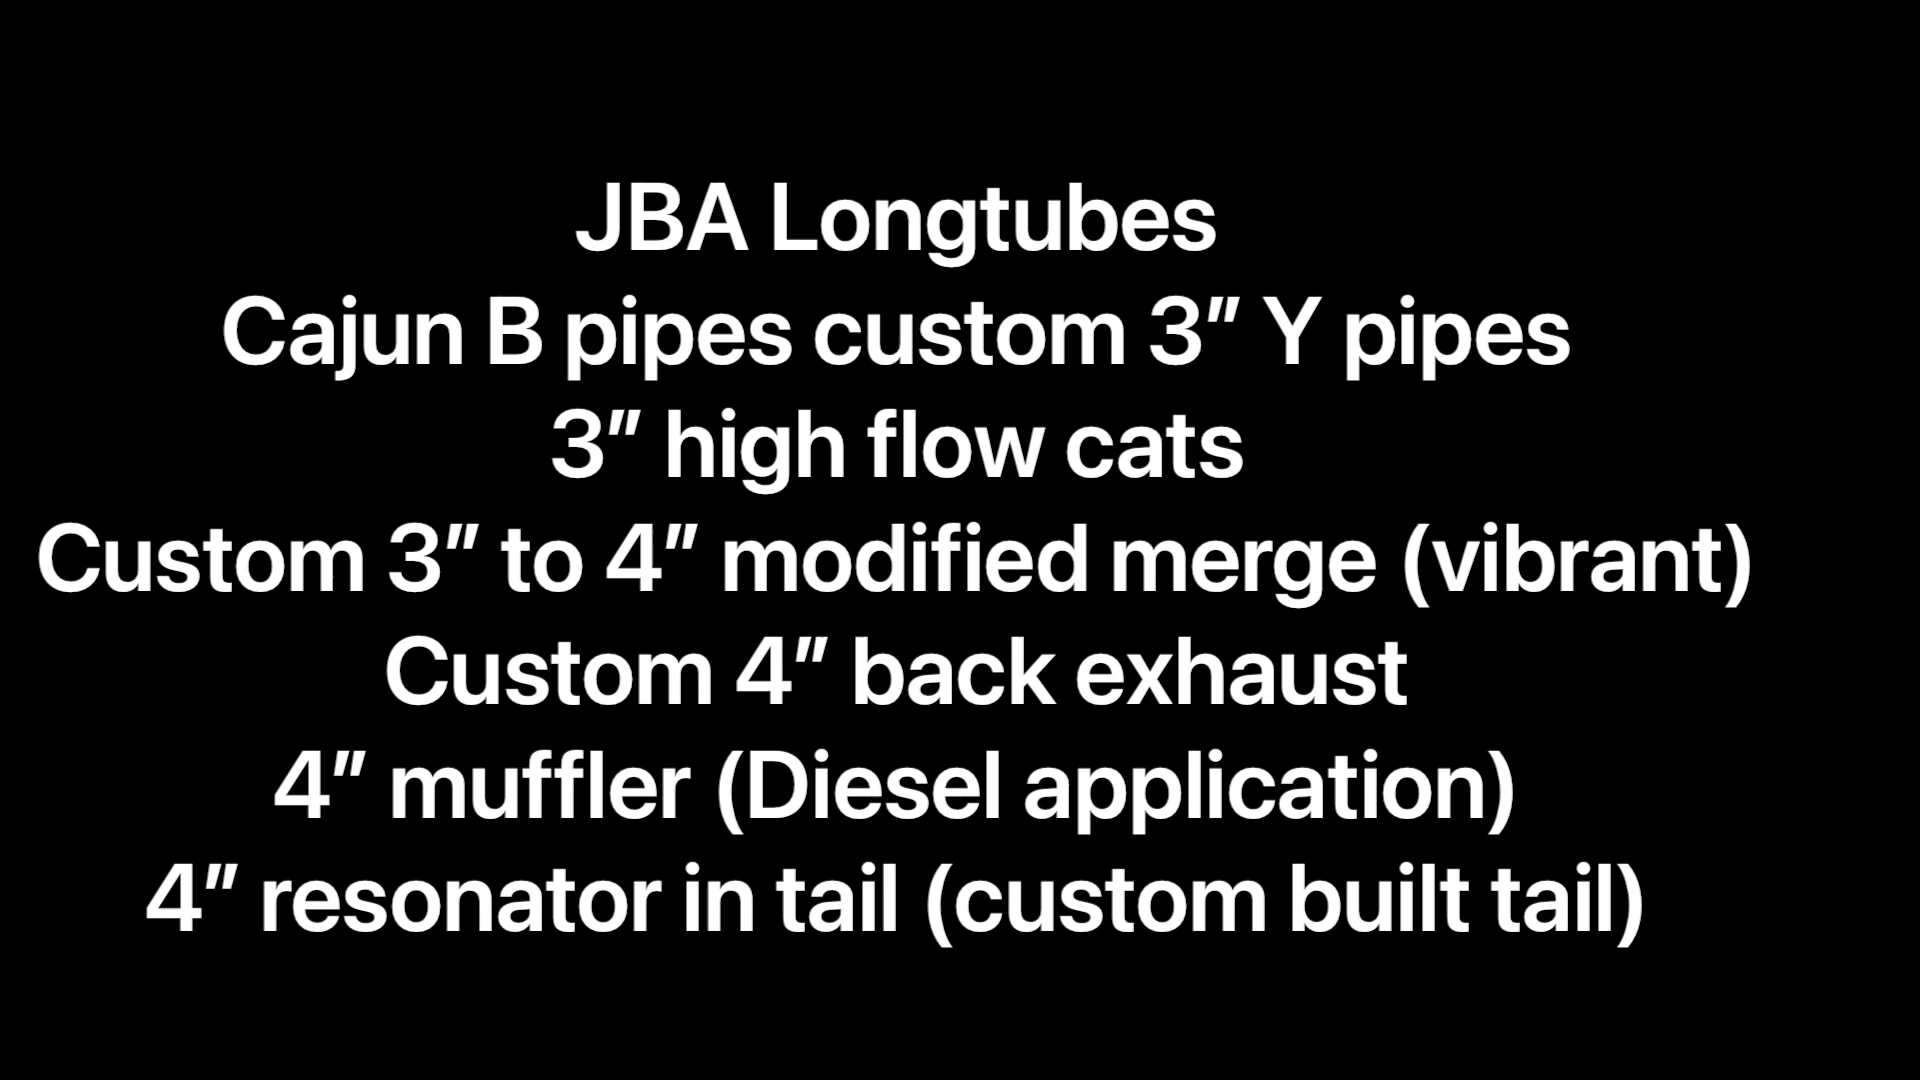 JBA Longtubes
Cajun B pipes custom 3” Y pipes
3” high flow cats
Custom 3” to 4” modified merge (vibrant)
Custom 4” back exhaust
4” muffler (Diesel application)
4” resonator in tail (custom built tail)